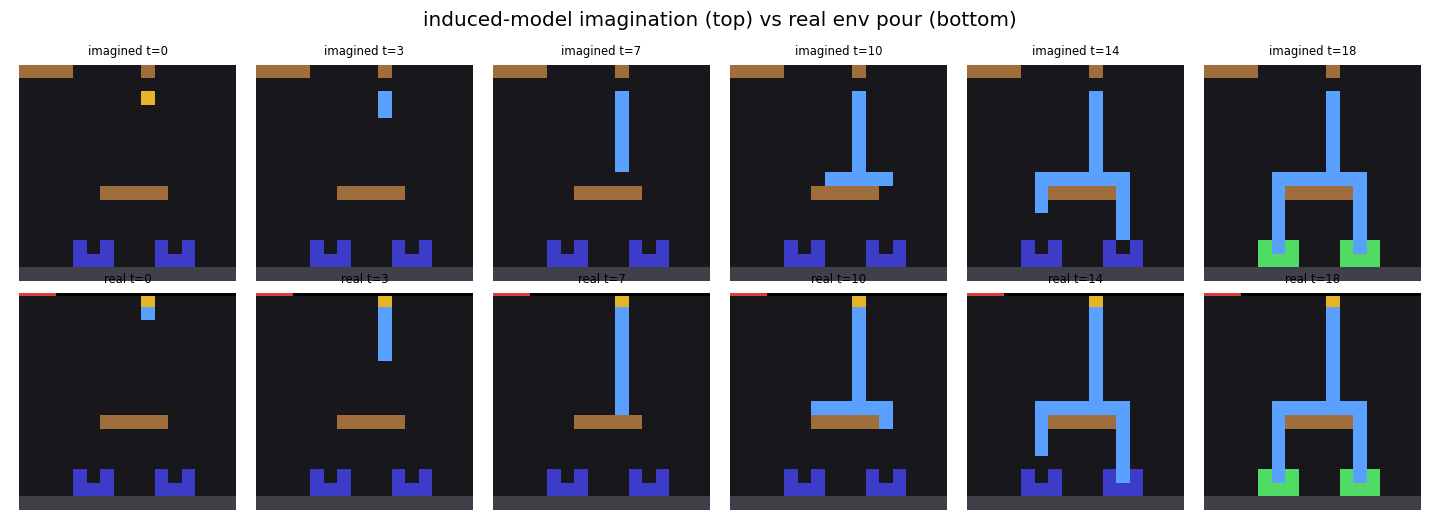 induced-model imagination (top) vs real env pour (bottom)
imagined t=0
imagined t=3
imagined t=7
imagined t=10
imagined t=14
imagined t=18
real t=0
real t=3
real t=7
real t=10
real t=14
real t=18